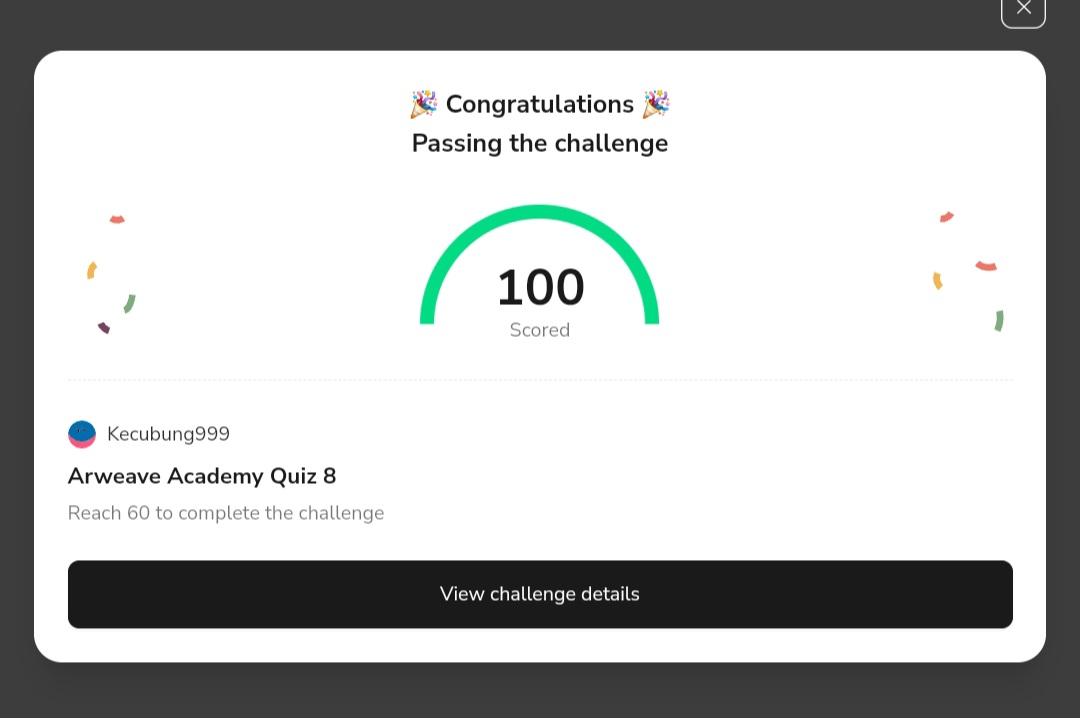 🎉 Congratulations 🎉
Passing the challenge
100
Scored
Kecubung999
Arweave Academy Quiz 8
Reach 60 to complete the challenge
View challenge details